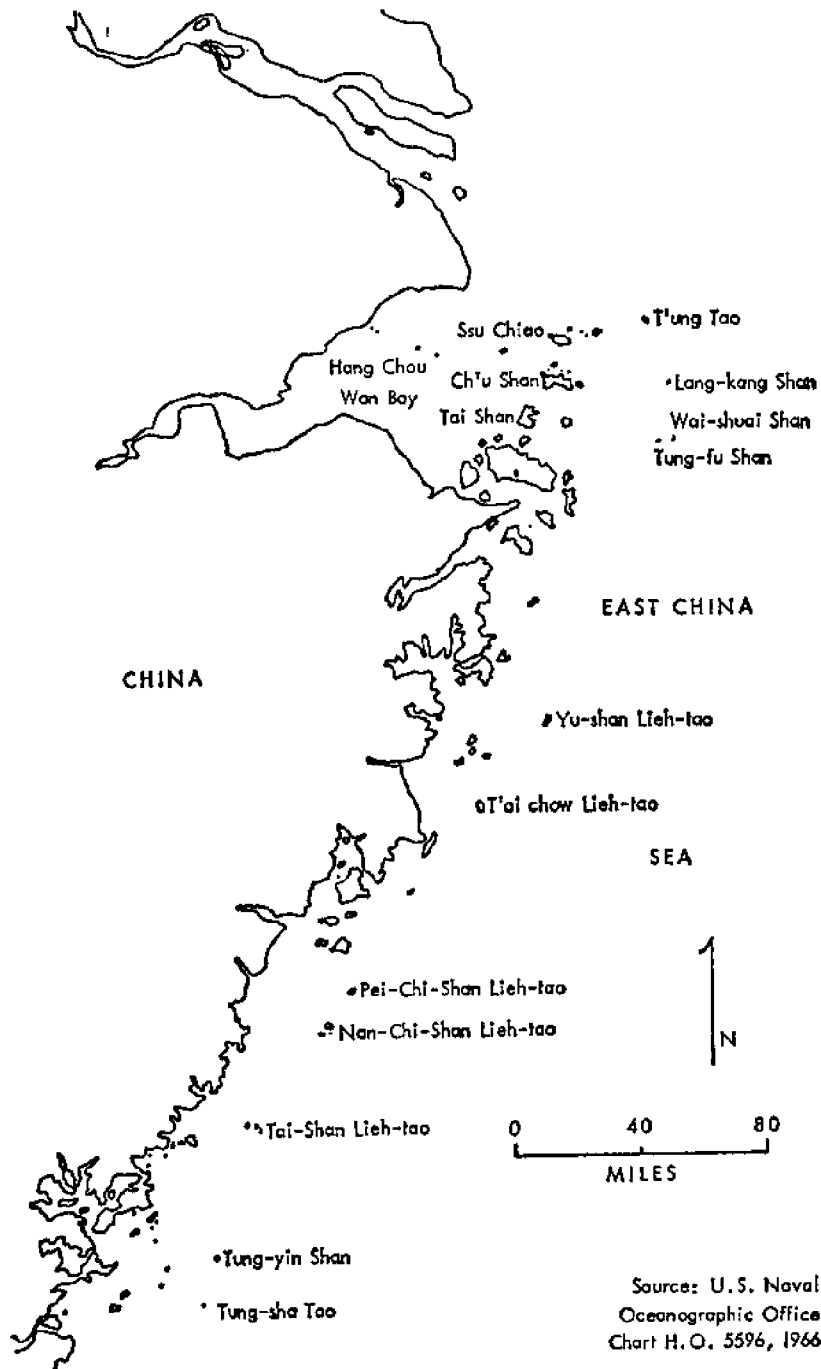 Ssu Chiao
T'ung Tao
Hang Chou
Wan Bay
Ch'u Shan
Lang-kang Shan
Tai Shan
Wai-shuai Shan
Tung-fu Shan
EAST CHINA
CHINA
Yu-shan Lieh-tao
T'ai chow Lieh-tao
SEA
Pei-Chi-Shan Lieh-tao
Nan-Chi-Shan Lieh-tao
N
Tai-Shan Lieh-tao
0 40 80
MILES
Tung-yin Shan
Tung-sha Tao
Source: U.S. Naval
Oceanographic Office
Chart H.O. 5596, 1966